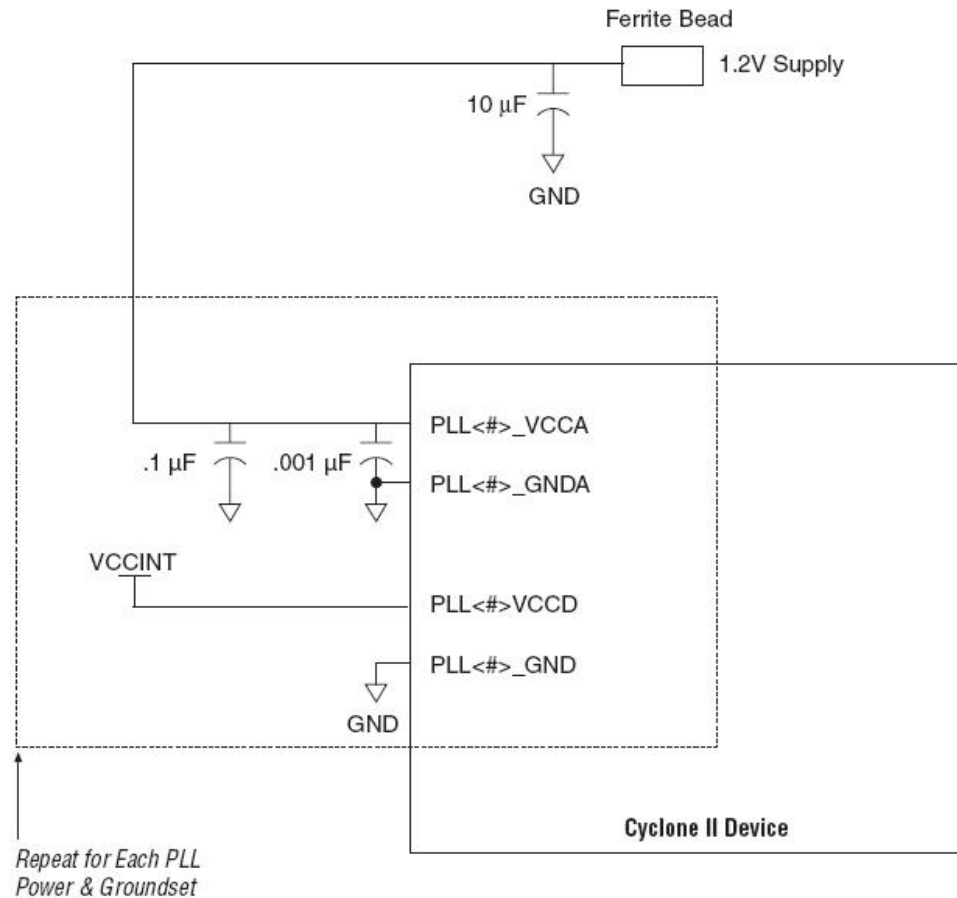 Ferrite Bead
1.2V Supply
10 µF
GND
PLL<#>_VCCA
.1 µF
.001 µF
PLL<#>_GNDA
VCCINT
PLL<#>VCCD
PLL<#>_GND
GND
Cyclone II Device
Repeat for Each PLL
Power & Groundset